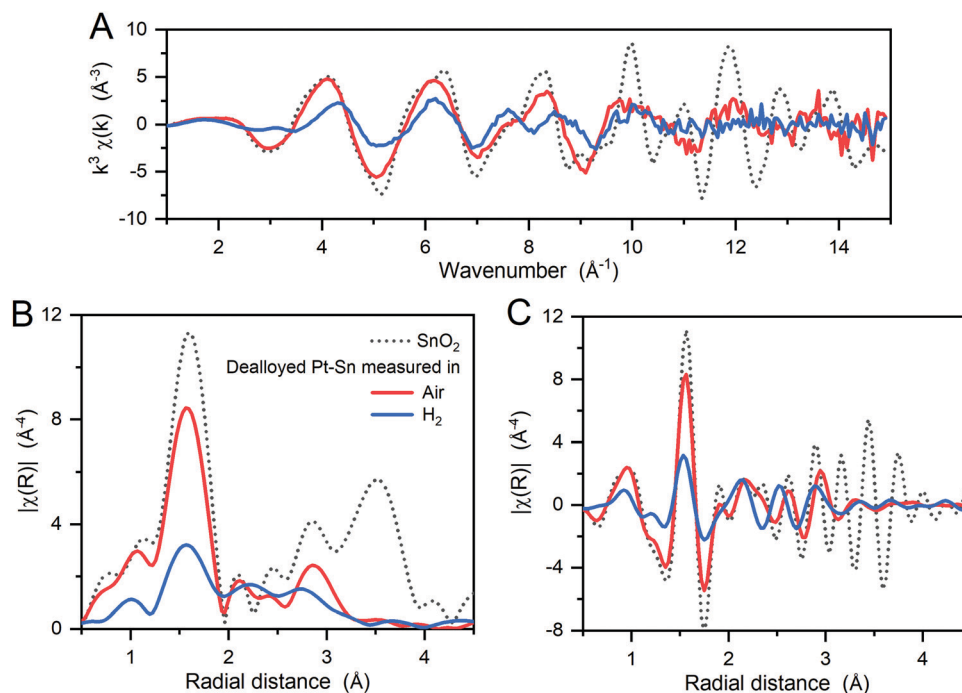 A
k³ χ(k) (Å⁻³)
10
5
0
-5
-10
2 4 6 8 10 12 14
Wavenumber (Å⁻¹)
B
|χ(R)| (Å⁻⁴)
12
8
4
0
SnO₂
Dealloyed Pt-Sn measured in
Air
H₂
1 2 3 4
Radial distance (Å)
C
|χ(R)| (Å⁻⁴)
12
8
4
0
-4
-8
1 2 3 4
Radial distance (Å)